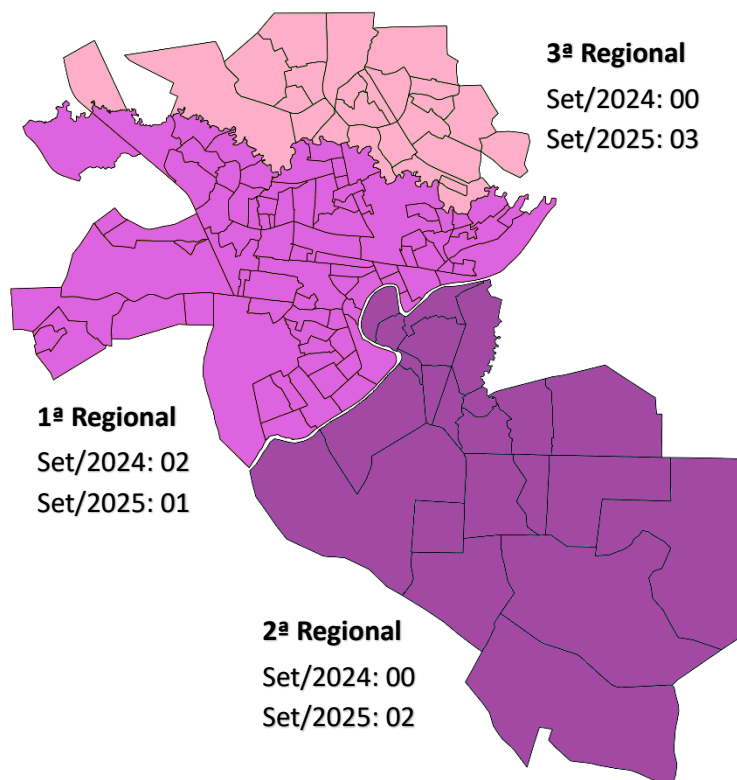 3ª Regional
Set/2024: 00
Set/2025: 03
1ª Regional
Set/2024: 02
Set/2025: 01
2ª Regional
Set/2024: 00
Set/2025: 02